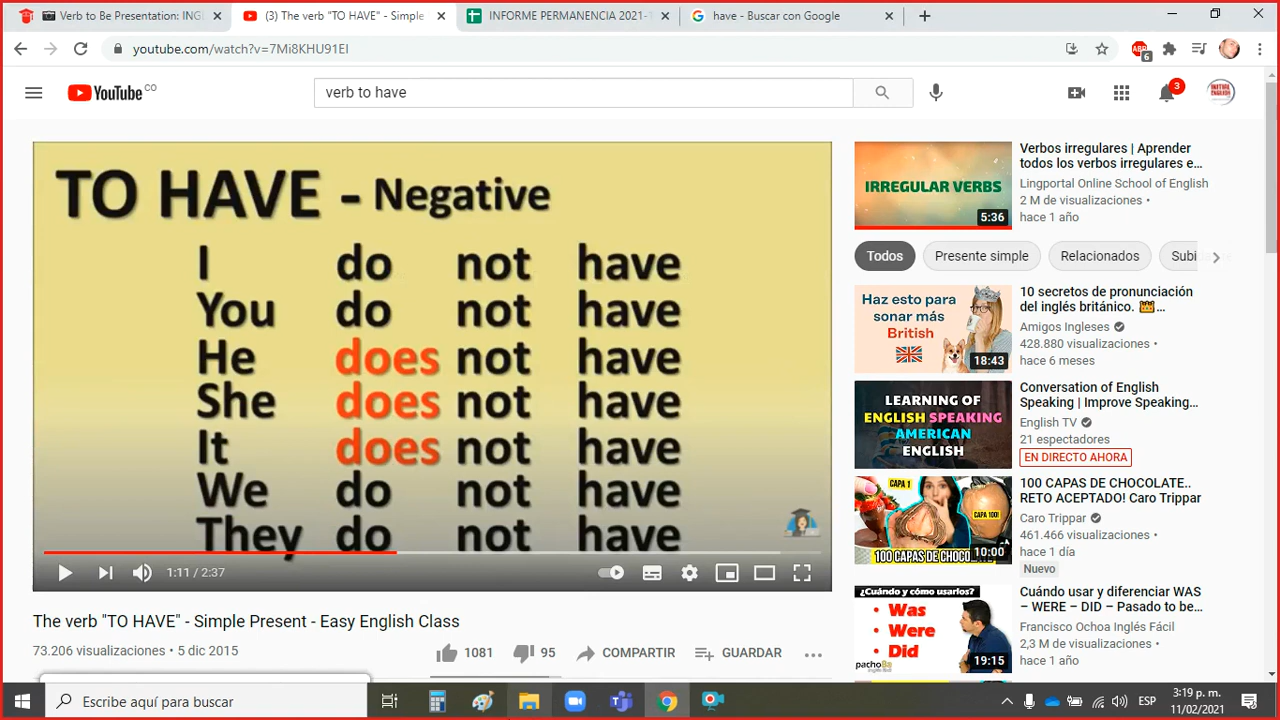 Verb to Be Presentation: INGI
(3) The verb "TO HAVE" - Simple
INFORME PERMANENCIA 2021-1
have - Buscar con Google
youtube.com/watch?v=7Mi8KHU91EI
ABP
6
YouTube CO
verb to have
3
TO HAVE - Negative
I do not have
You do not have
He does not have
She does not have
It does not have
We do not have
They do not have
1:11 / 2:37
The verb "TO HAVE" - Simple Present - Easy English Class
73.206 visualizaciones • 5 dic 2015
1081
95
COMPARTIR
GUARDAR
IRREGULAR VERBS
5:36
Verbos irregulares | Aprender
todos los verbos irregulares e...
Lingportal Online School of English
2 M de visualizaciones •
hace 1 año
Todos
Presente simple
Relacionados
Subi
Haz esto para
sonar más
British
18:43
10 secretos de pronunciación
del inglés británico. 👑...
Amigos Ingleses
428.880 visualizaciones •
hace 6 meses
LEARNING OF
ENGLISH SPEAKING
AMERICAN
ENGLISH
Conversation of English
Speaking | Improve Speaking...
English TV
21 espectadores
EN DIRECTO AHORA
CAPA 1
CAPA 100!
100 CAPAS DE CHOCOLATE
10:00
100 CAPAS DE CHOCOLATE..
RETO ACEPTADO! Caro Trippar
Caro Trippar
461.466 visualizaciones •
hace 1 día
Nuevo
¿Cuándo y cómo usarlos?
• Was
• Were
• Did
pacho8a
inglés fácil
19:15
Cuándo usar y diferenciar WAS
– WERE – DID – Pasado to be...
Francisco Ochoa Inglés Fácil
2,3 M de visualizaciones •
hace 1 año
Escribe aquí para buscar
ESP
3:19 p. m.
11/02/2021